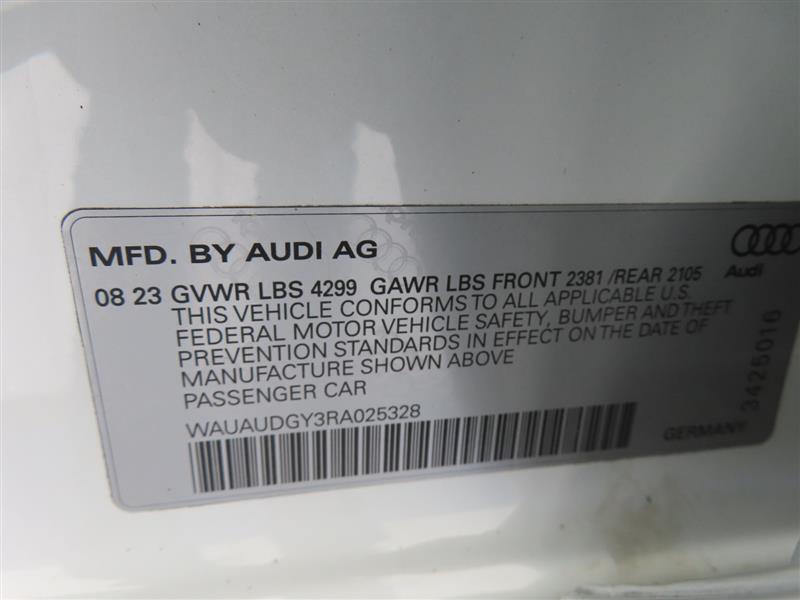 MFD. BY AUDI AG
Audi
08 23 GVWR LBS 4299 GAWR LBS FRONT 2381 /REAR 2105
THIS VEHICLE CONFORMS TO ALL APPLICABLE U.S.
FEDERAL MOTOR VEHICLE SAFETY, BUMPER AND THEFT
PREVENTION STANDARDS IN EFFECT ON THE DATE OF
MANUFACTURE SHOWN ABOVE
PASSENGER CAR
WAUAUDGY3RA025328
GERMANY
3425016